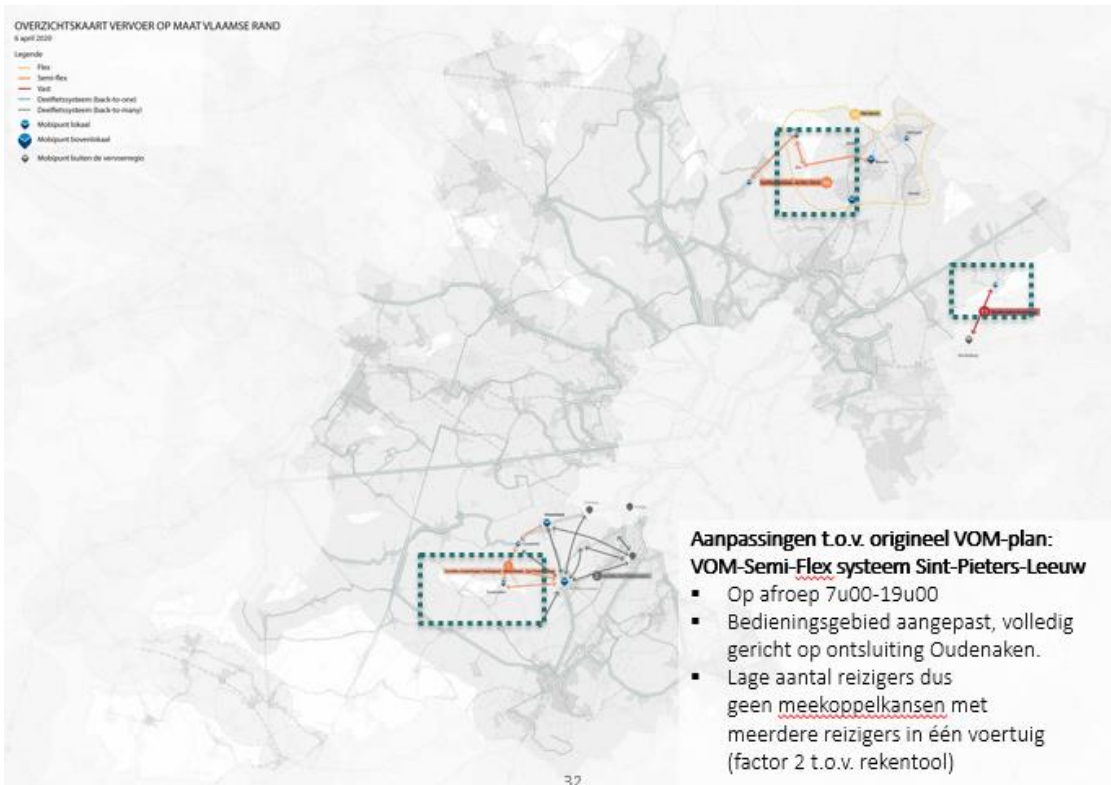 OVERZICHTSKAART VERVOER OP MAAT VLAAMSE RAND
6 april 2020
Legende
Flex
Semi-flex
Vast
Deelfietssysteem (back-to-one)
Deelfietssysteem (back-to-many)
Mobipunt lokaal
Mobipunt bovenlokaal
Mobipunt buiten de vervoerregio
Aanpassingen t.o.v. origineel VOM-plan:
VOM-Semi-Flex systeem Sint-Pieters-Leeuw
▪ Op afroep 7u00-19u00
▪ Bedieningsgebied aangepast, volledig
gericht op ontsluiting Oudenaken.
▪ Lage aantal reizigers dus
geen meekoppelkansen met
meerdere reizigers in één voertuig
(factor 2 t.o.v. rekentool)
32